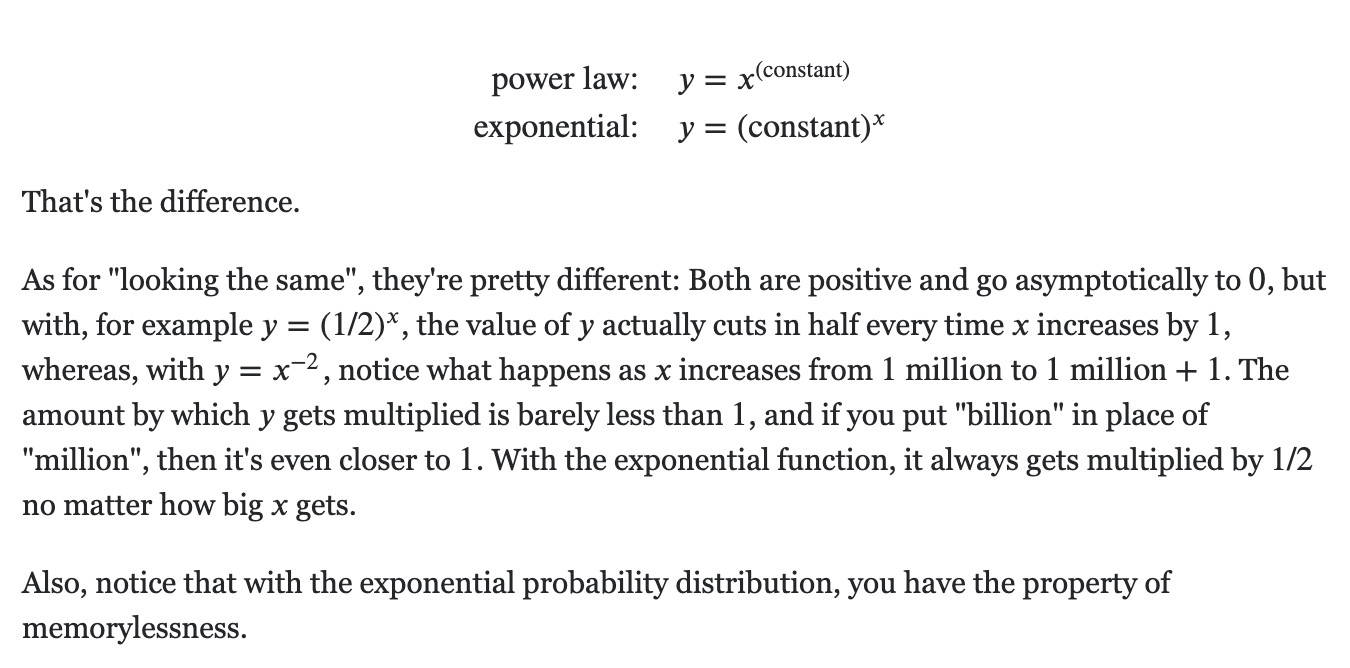 power law: y = x^(constant)
exponential: y = (constant)^x
That's the difference.
As for "looking the same", they're pretty different: Both are positive and go asymptotically to 0, but
with, for example y = (1/2)^x, the value of y actually cuts in half every time x increases by 1,
whereas, with y = x^−2, notice what happens as x increases from 1 million to 1 million + 1. The
amount by which y gets multiplied is barely less than 1, and if you put "billion" in place of
"million", then it's even closer to 1. With the exponential function, it always gets multiplied by 1/2
no matter how big x gets.
Also, notice that with the exponential probability distribution, you have the property of
memorylessness.